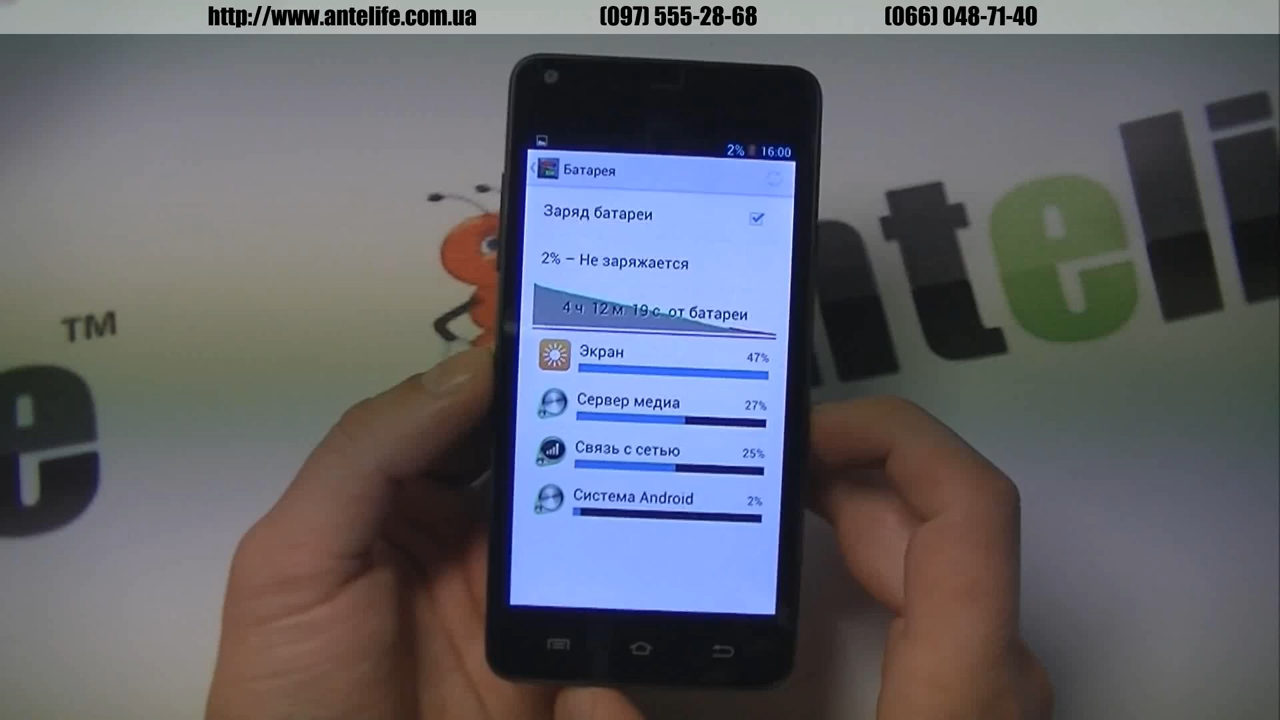 http://www.antelife.com.ua (097) 555-28-68 (066) 048-71-40
2% 16:00
Батарея
Заряд батареи
2% – Не заряжается
4 ч. 12 м. 19 с. от батареи
Экран 47%
Сервер медиа 27%
Связь с сетью 25%
Система Android 2%
TM
e
nteli